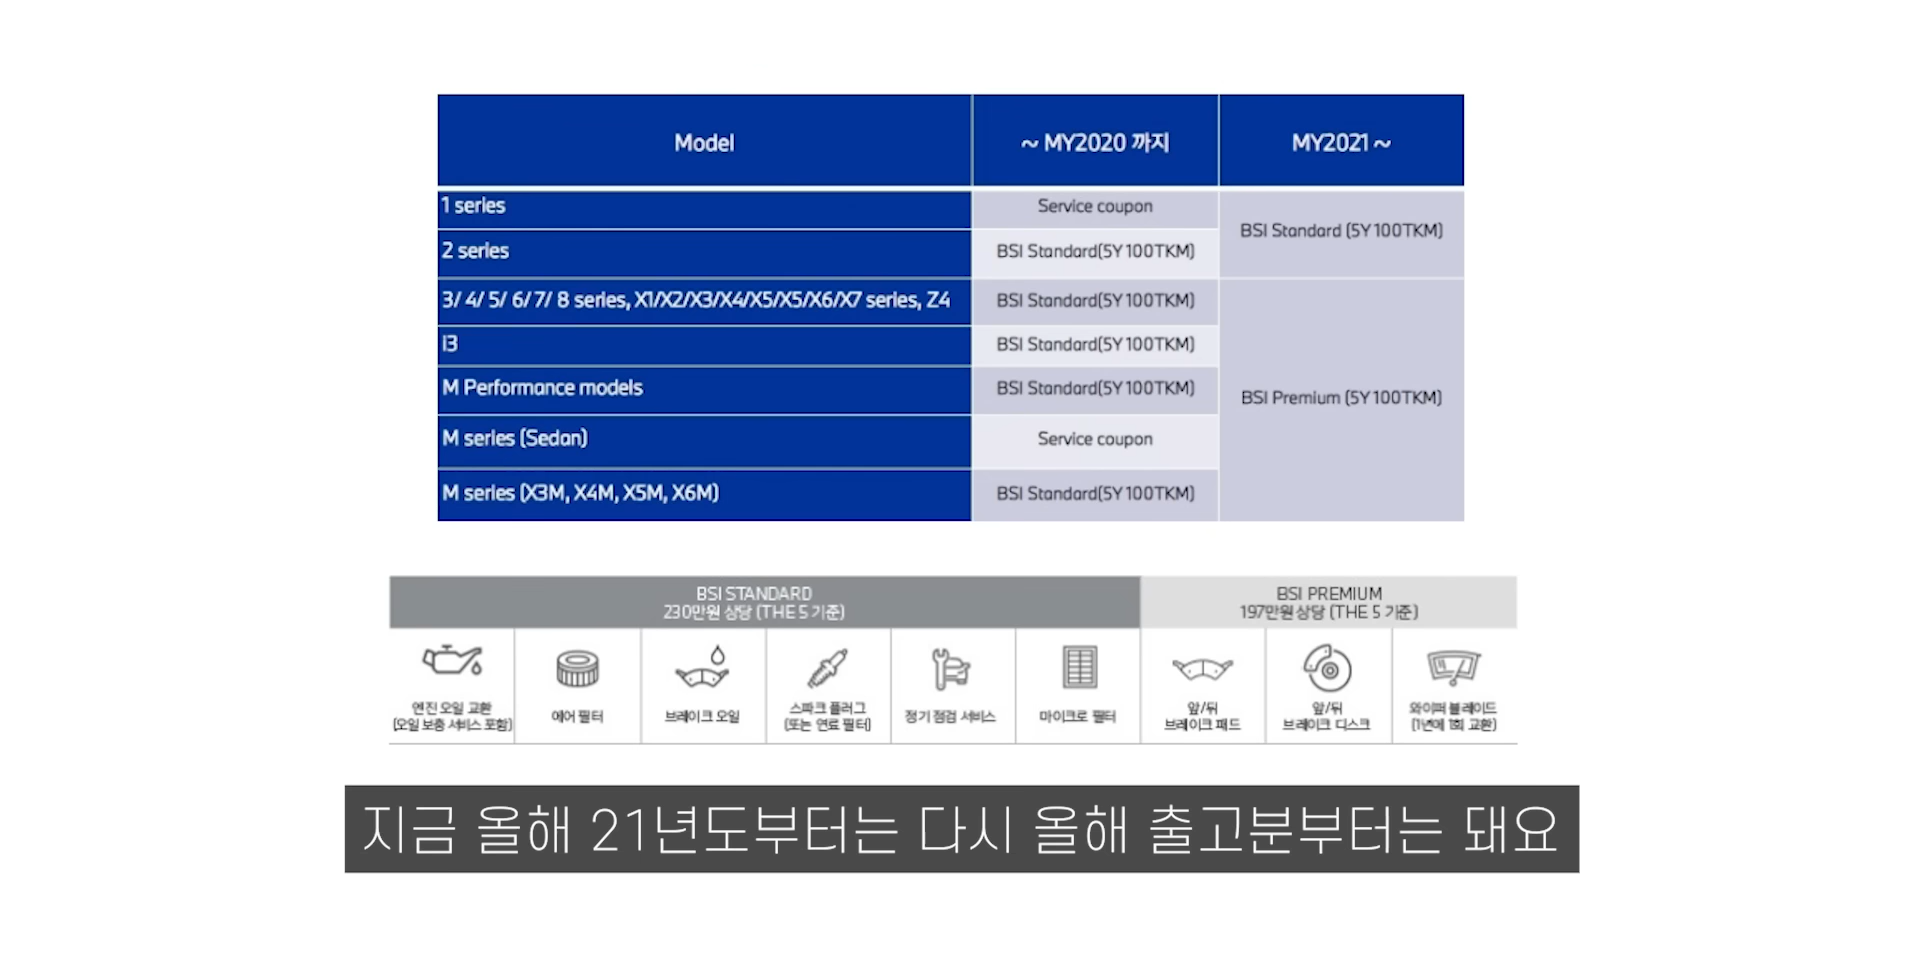 Model
~ MY2020 까지
MY2021 ~
1 series
Service coupon
BSI Standard (5Y 100TKM)
2 series
BSI Standard(5Y 100TKM)
3/ 4/ 5/ 6/ 7/ 8 series, X1/X2/X3/X4/X5/X5/X6/X7 series, Z4
BSI Standard(5Y 100TKM)
i3
BSI Standard(5Y 100TKM)
M Performance models
BSI Standard(5Y 100TKM)
BSI Premium (5Y 100TKM)
M series (Sedan)
Service coupon
M series (X3M, X4M, X5M, X6M)
BSI Standard(5Y 100TKM)
BSI STANDARD
230만원 상당 (THE 5 기준)
BSI PREMIUM
197만원 상당 (THE 5 기준)
엔진 오일 교환
(오일 보충 서비스 포함)
에어 필터
브레이크 오일
스파크 플러그
(또는 연료 필터)
정기 점검 서비스
마이크로 필터
앞/뒤
브레이크 패드
앞/뒤
브레이크 디스크
와이퍼 블레이드
(1년에 1회 교환)
지금 올해 21년도부터는 다시 올해 출고분부터는 돼요